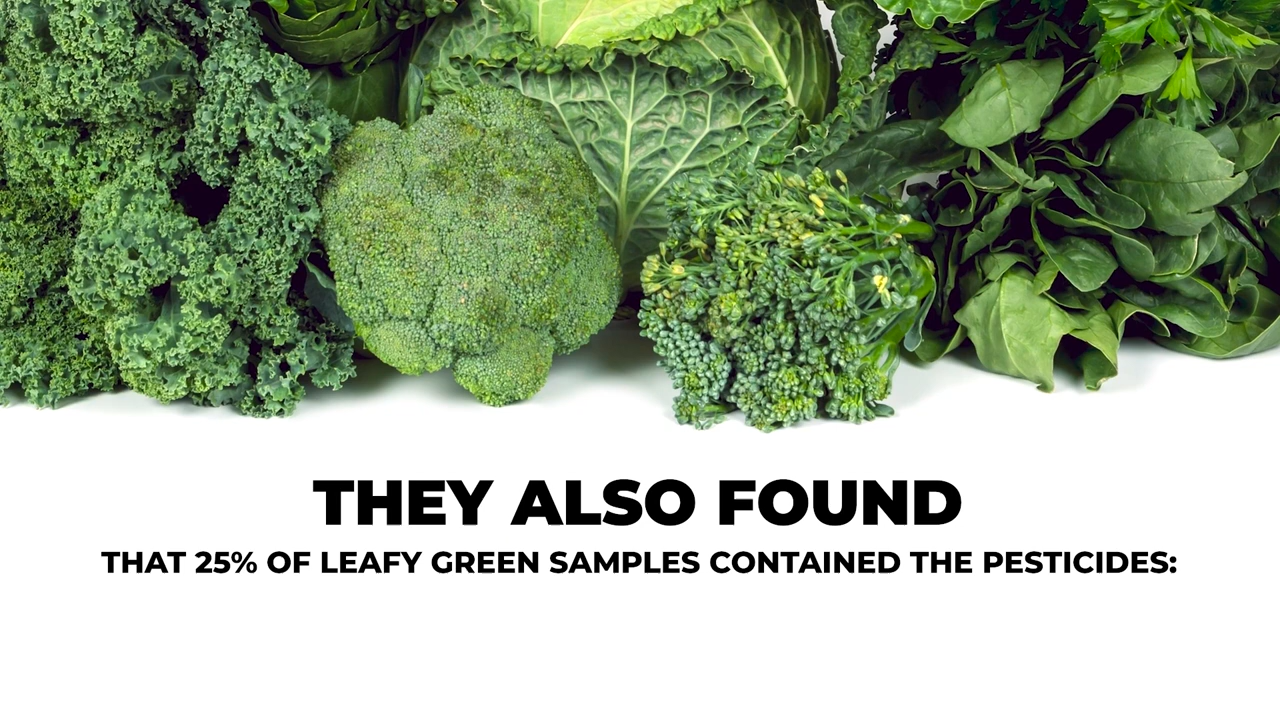 THEY ALSO FOUND
THAT 25% OF LEAFY GREEN SAMPLES CONTAINED THE PESTICIDES: